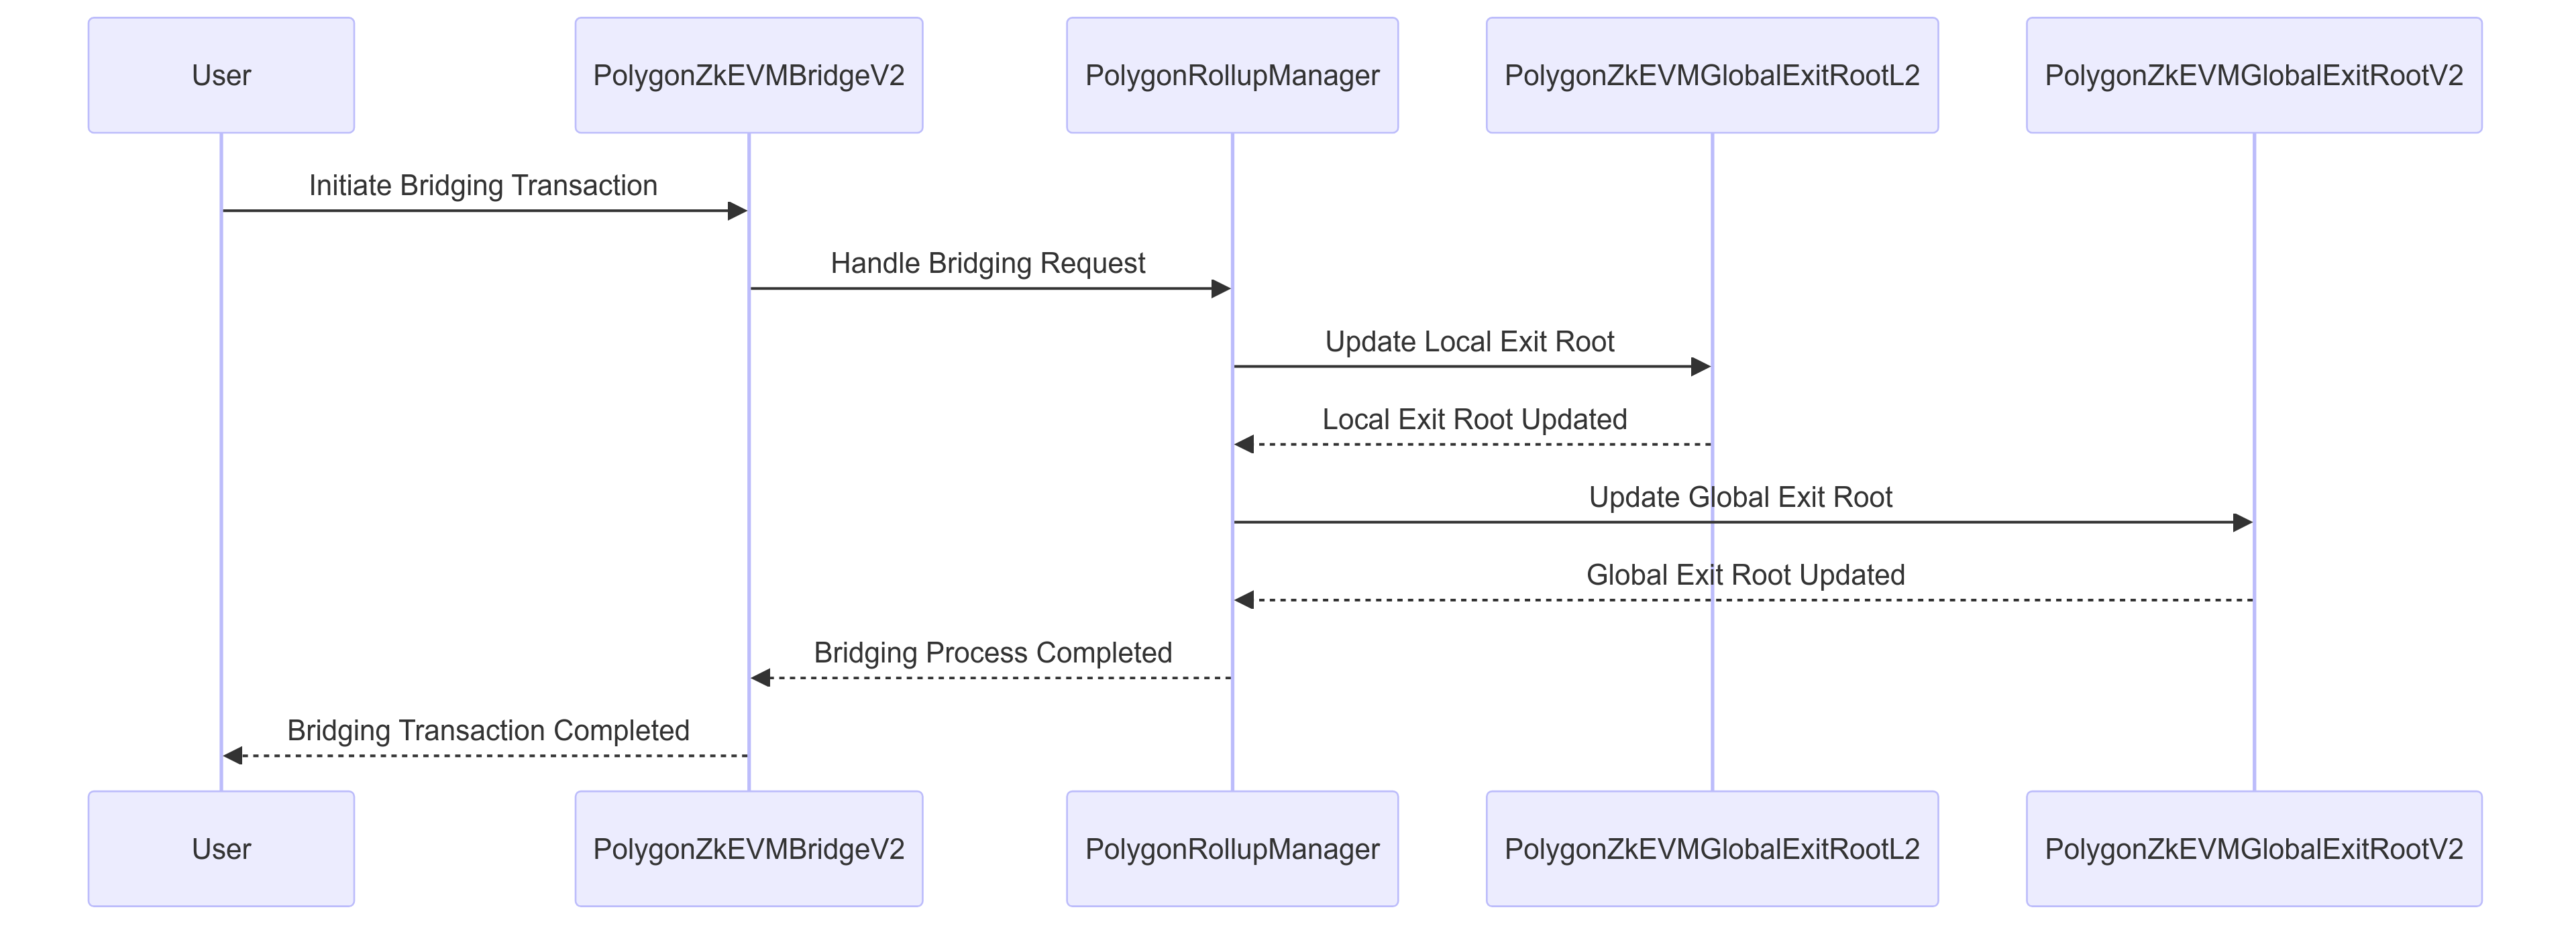 User
PolygonZkEVMBridgeV2
PolygonRollupManager
PolygonZkEVMGlobalExitRootL2
PolygonZkEVMGlobalExitRootV2
Initiate Bridging Transaction
Handle Bridging Request
Update Local Exit Root
Local Exit Root Updated
Update Global Exit Root
Global Exit Root Updated
Bridging Process Completed
Bridging Transaction Completed
User
PolygonZkEVMBridgeV2
PolygonRollupManager
PolygonZkEVMGlobalExitRootL2
PolygonZkEVMGlobalExitRootV2